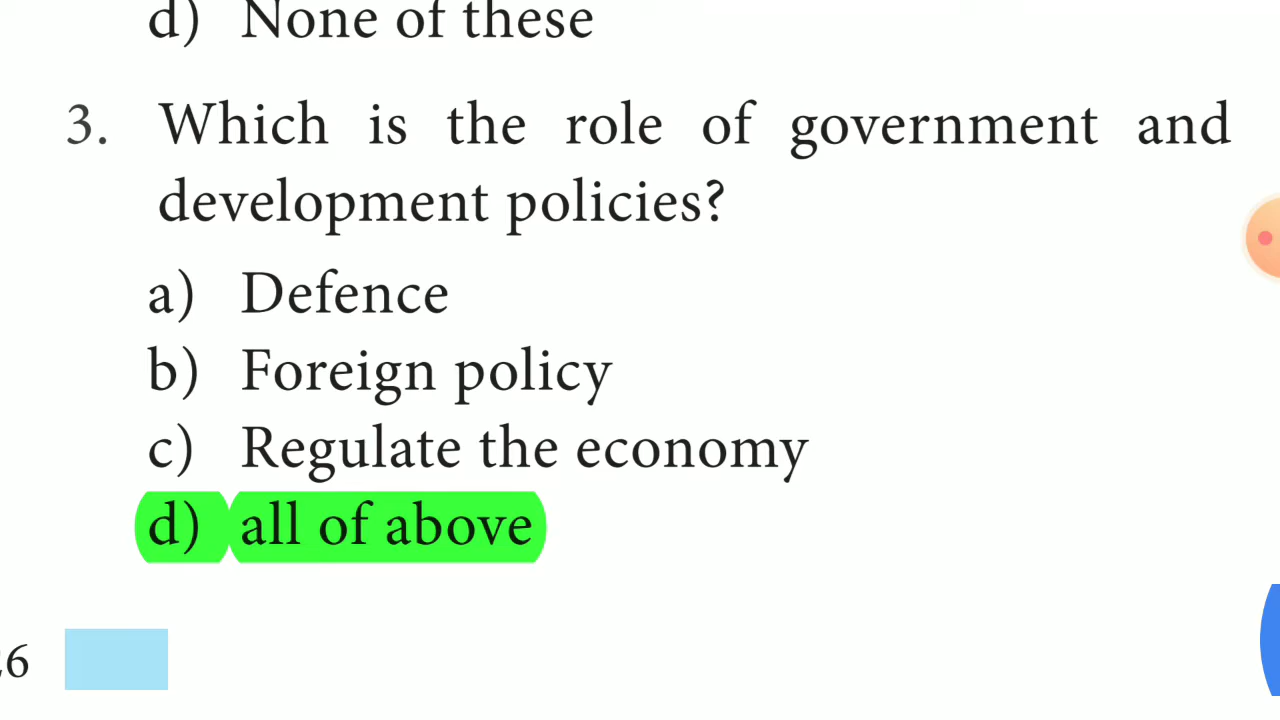 d) None of these
3. Which is the role of government and
development policies?
a) Defence
b) Foreign policy
c) Regulate the economy
d) all of above
26